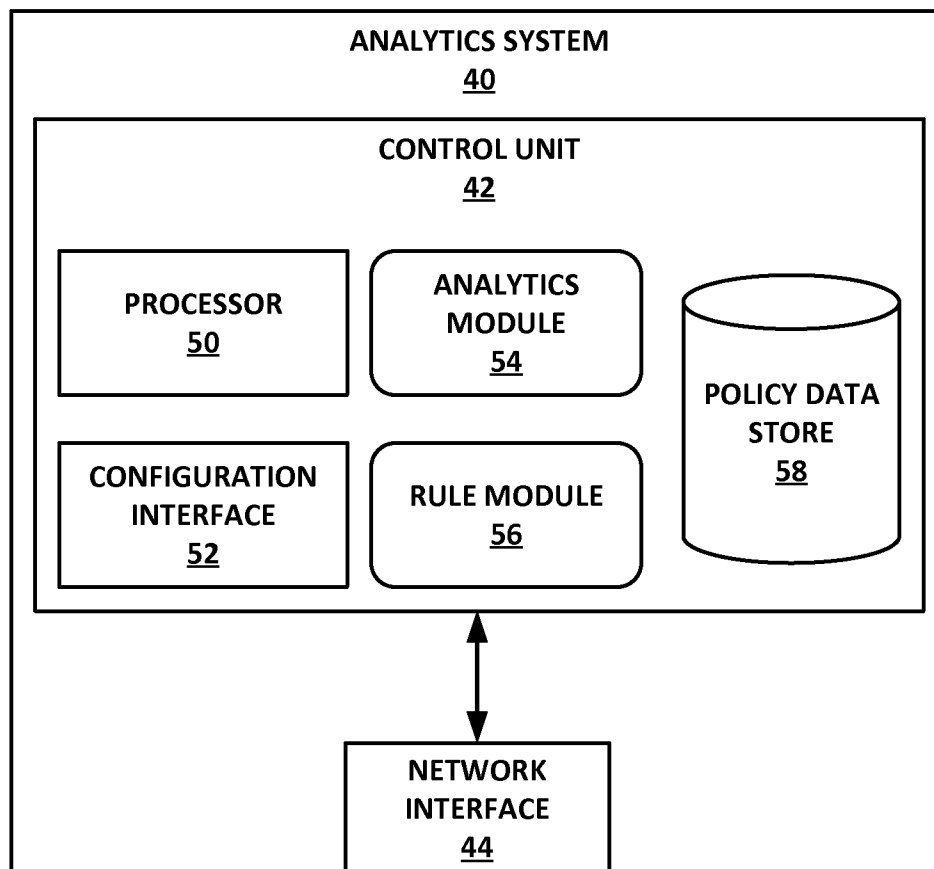 ANALYTICS SYSTEM
40
CONTROL UNIT
42
PROCESSOR
50
ANALYTICS
MODULE
54
POLICY DATA
STORE
58
CONFIGURATION
INTERFACE
52
RULE MODULE
56
NETWORK
INTERFACE
44